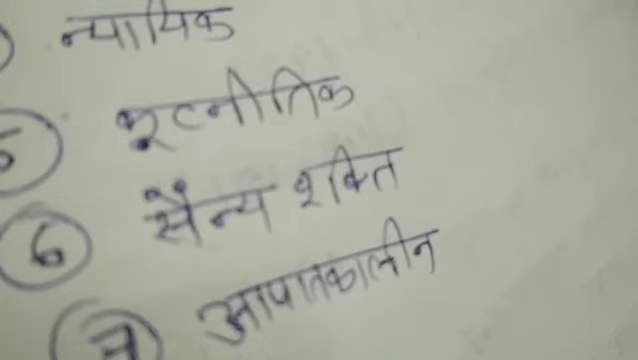 न्यायिक
5 कूटनीतिक
6 सैन्य शक्ति
7 आपातकालीन